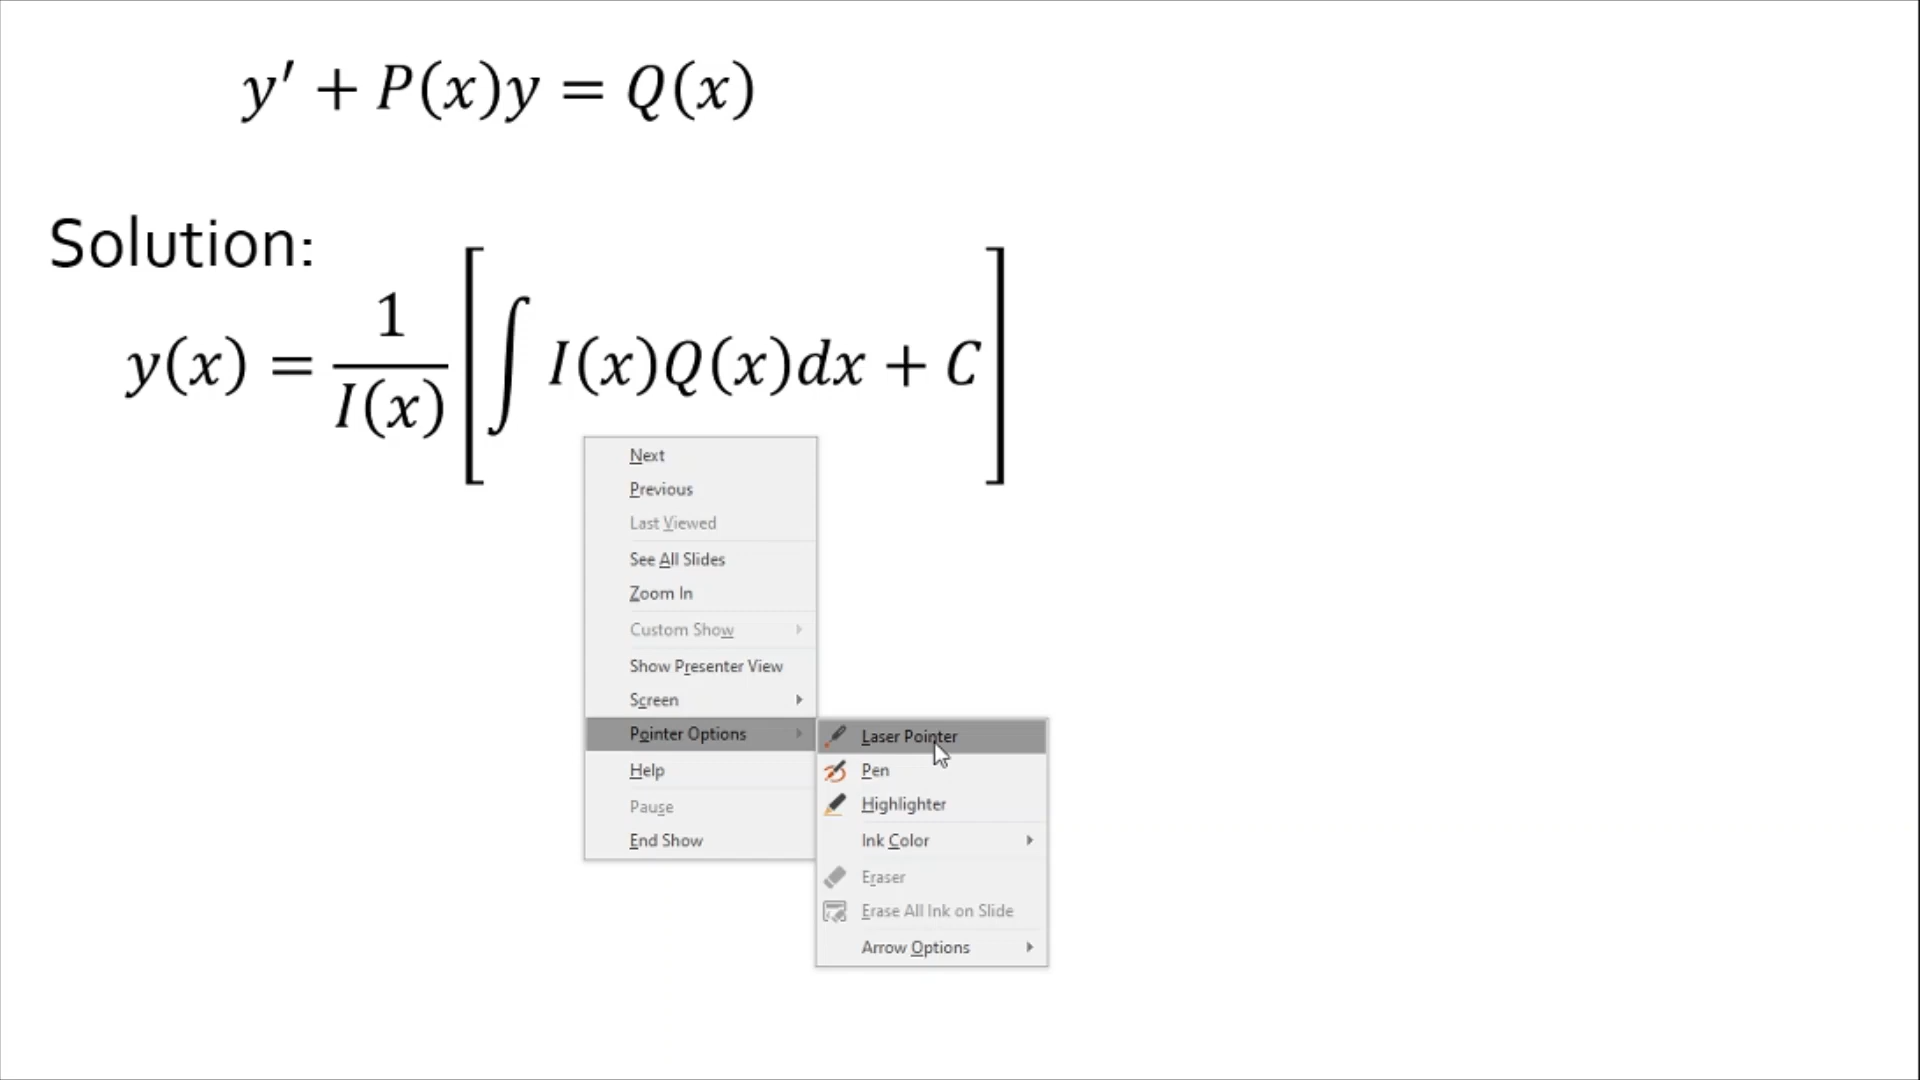 y′ + P(x)y = Q(x)
Solution:
y(x) = 1/I(x) [∫ I(x)Q(x)dx + C]
Next
Previous
Last Viewed
See All Slides
Zoom In
Custom Show
Show Presenter View
Screen
Pointer Options
Help
Pause
End Show
Laser Pointer
Pen
Highlighter
Ink Color
Eraser
Erase All Ink on Slide
Arrow Options